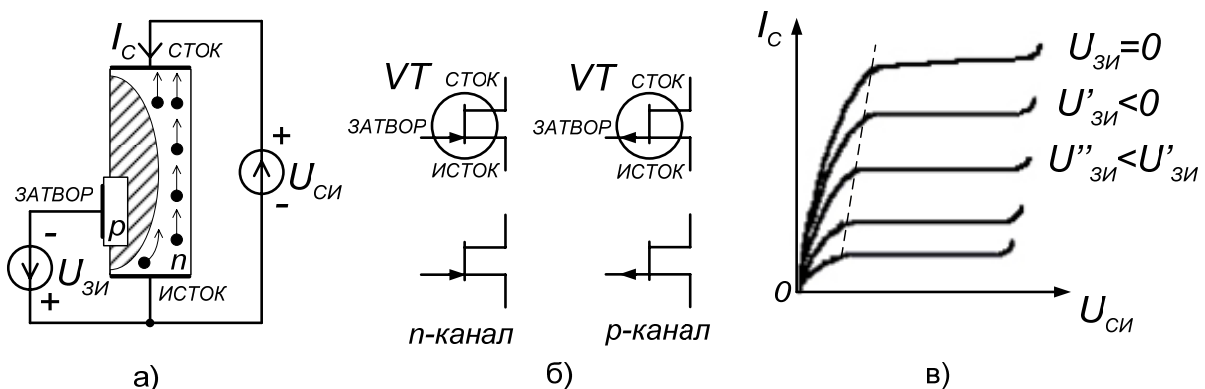 I_С СТОК
ЗАТВОР
p
n
-
U_ЗИ
+
ИСТОК
+
U_СИ
-
а)
VT СТОК
ЗАТВОР
ИСТОК
n-канал
VT СТОК
ЗАТВОР
ИСТОК
p-канал
б)
I_С
U_ЗИ=0
U'_ЗИ<0
U''_ЗИ<U'_ЗИ
0
U_СИ
в)